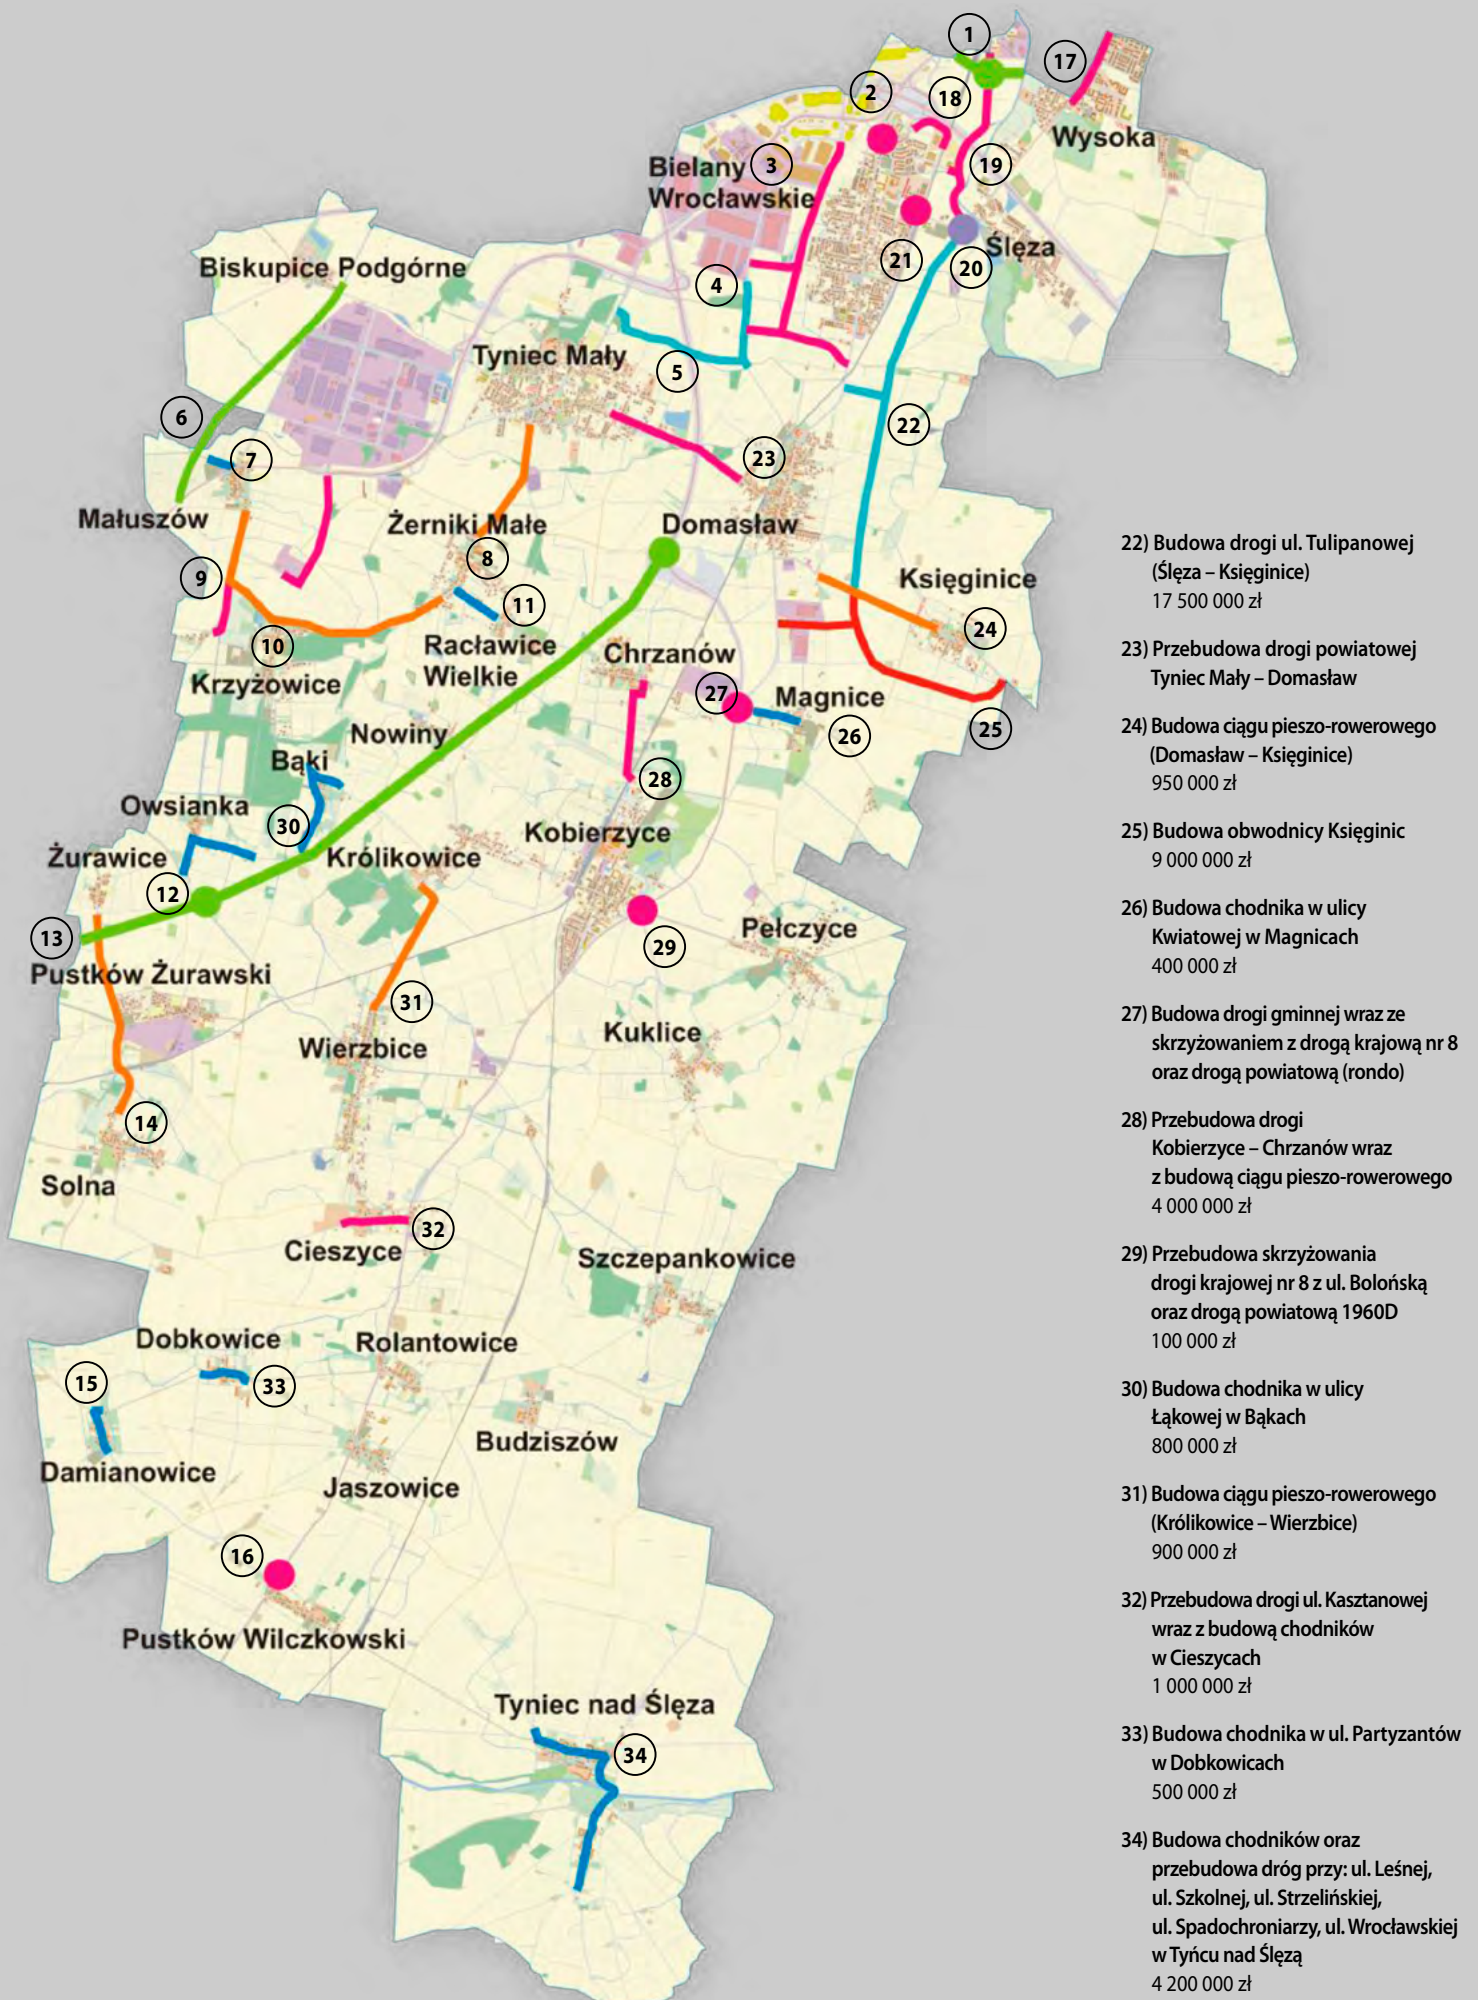 1
17
2
18
Wysoka
3
19
Bielany
Wrocławskie
Ślęza
21
20
Biskupice Podgórne
4
Tyniec Mały
5
6
22
7
23
Małuszów
Żerniki Małe
Domasław
8
Księginice
9
11
24
10
Racławice
Wielkie
Chrzanów
Krzyżowice
27
Magnice
25
26
Nowiny
Bąki
28
Owsianka
30
Kobierzyce
Żurawice
Królikowice
12
13
29
Pełczyce
Pustków Żurawski
31
Kuklice
Wierzbice
14
Solna
32
Cieszyce
Szczepankowice
Dobkowice
Rolantowice
15
33
Budziszów
Damianowice
Jaszowice
16
Pustków Wilczkowski
Tyniec nad Ślęza
34
22) Budowa drogi ul. Tulipanowej
(Ślęza – Księginice)
17 500 000 zł
23) Przebudowa drogi powiatowej
Tyniec Mały – Domasław
24) Budowa ciągu pieszo-rowerowego
(Domasław – Księginice)
950 000 zł
25) Budowa obwodnicy Księginic
9 000 000 zł
26) Budowa chodnika w ulicy
Kwiatowej w Magnicach
400 000 zł
27) Budowa drogi gminnej wraz ze
skrzyżowaniem z drogą krajową nr 8
oraz drogą powiatową (rondo)
28) Przebudowa drogi
Kobierzyce – Chrzanów wraz
z budową ciągu pieszo-rowerowego
4 000 000 zł
29) Przebudowa skrzyżowania
drogi krajowej nr 8 z ul. Bolońską
oraz drogą powiatową 1960D
100 000 zł
30) Budowa chodnika w ulicy
Łąkowej w Bąkach
800 000 zł
31) Budowa ciągu pieszo-rowerowego
(Królikowice – Wierzbice)
900 000 zł
32) Przebudowa drogi ul. Kasztanowej
wraz z budową chodników
w Cieszycach
1 000 000 zł
33) Budowa chodnika w ul. Partyzantów
w Dobkowicach
500 000 zł
34) Budowa chodników oraz
przebudowa dróg przy: ul. Leśnej,
ul. Szkolnej, ul. Strzelińskiej,
ul. Spadochroniarzy, ul. Wrocławskiej
w Tyńcu nad Ślęzą
4 200 000 zł